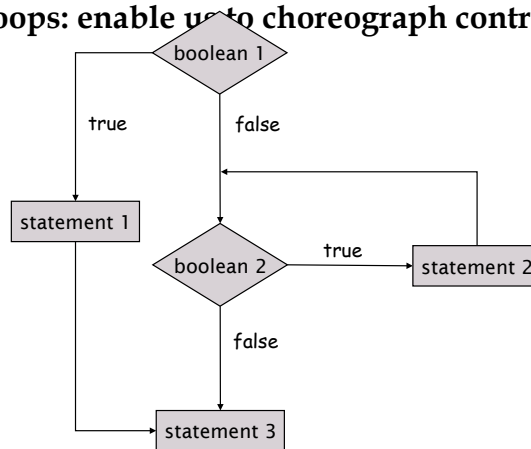 oops: enable us to choreograph contr
boolean 1
true
false
statement 1
boolean 2
true
statement 2
false
statement 3